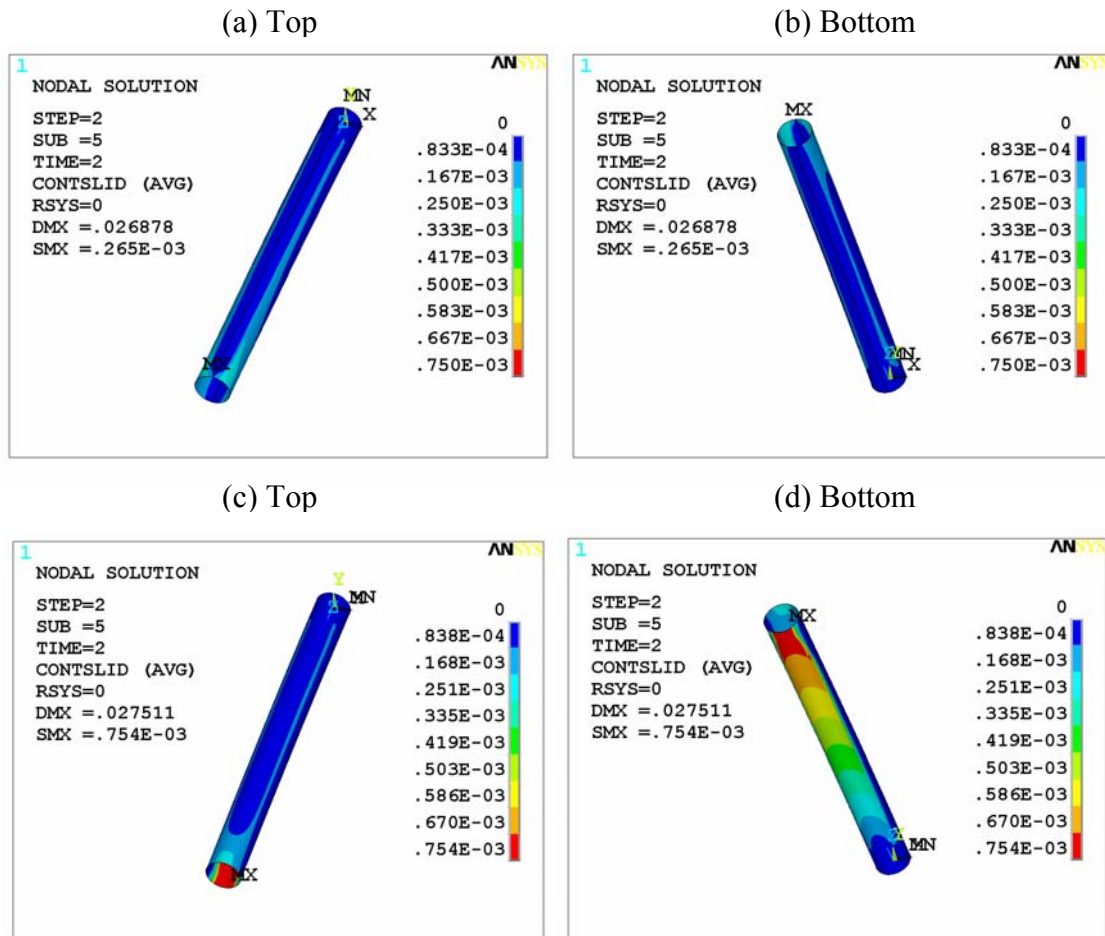 (a) Top
(b) Bottom
1
ANSYS
NODAL SOLUTION
STEP=2
SUB =5
TIME=2
CONTSLID (AVG)
RSYS=0
DMX =.026878
SMX =.265E-03
MN
Y
X
Z
MX
0
.833E-04
.167E-03
.250E-03
.333E-03
.417E-03
.500E-03
.583E-03
.667E-03
.750E-03
1
ANSYS
NODAL SOLUTION
STEP=2
SUB =5
TIME=2
CONTSLID (AVG)
RSYS=0
DMX =.026878
SMX =.265E-03
MX
Z
Y
MN
X
0
.833E-04
.167E-03
.250E-03
.333E-03
.417E-03
.500E-03
.583E-03
.667E-03
.750E-03
(c) Top
(d) Bottom
1
ANSYS
NODAL SOLUTION
STEP=2
SUB =5
TIME=2
CONTSLID (AVG)
RSYS=0
DMX =.027511
SMX =.754E-03
Y
Z
MN
MX
0
.838E-04
.168E-03
.251E-03
.335E-03
.419E-03
.503E-03
.586E-03
.670E-03
.754E-03
1
ANSYS
NODAL SOLUTION
STEP=2
SUB =5
TIME=2
CONTSLID (AVG)
RSYS=0
DMX =.027511
SMX =.754E-03
MX
Z
Y
MN
0
.838E-04
.168E-03
.251E-03
.335E-03
.419E-03
.503E-03
.586E-03
.670E-03
.754E-03